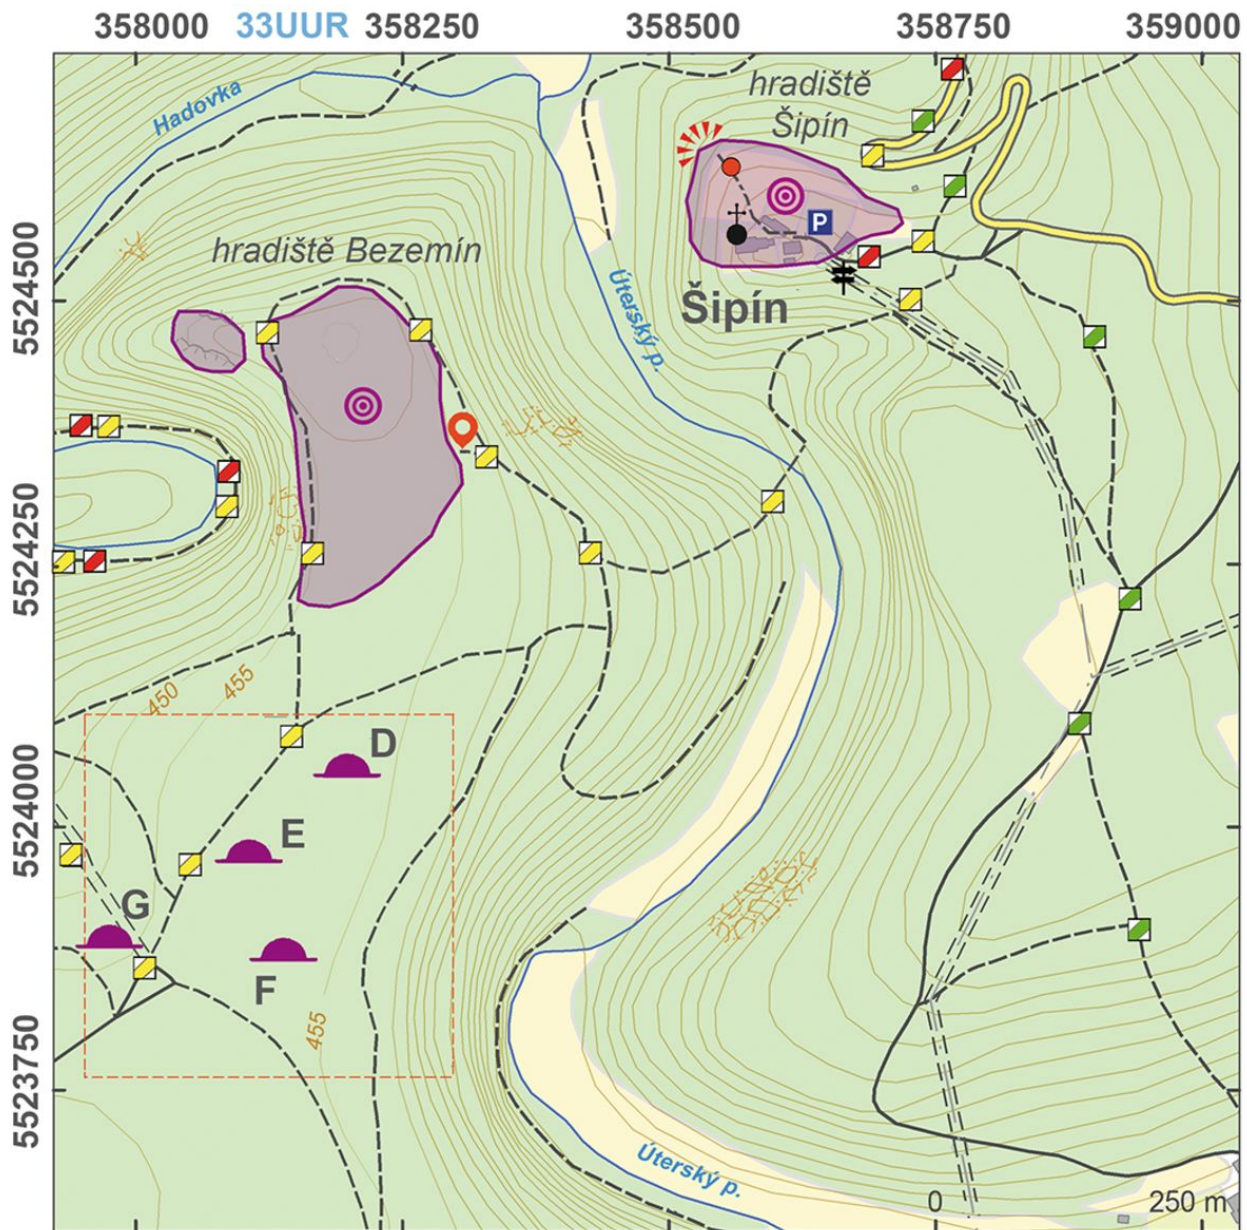 358000 33UUR 358250 358500 358750 359000
Hadovka
hradiště
Šipín
P
5524500
hradiště Bezemín
Úterský p.
Šipín
5524250
450
455
D
5524000
E
G
F
455
5523750
Úterský p.
0 250 m